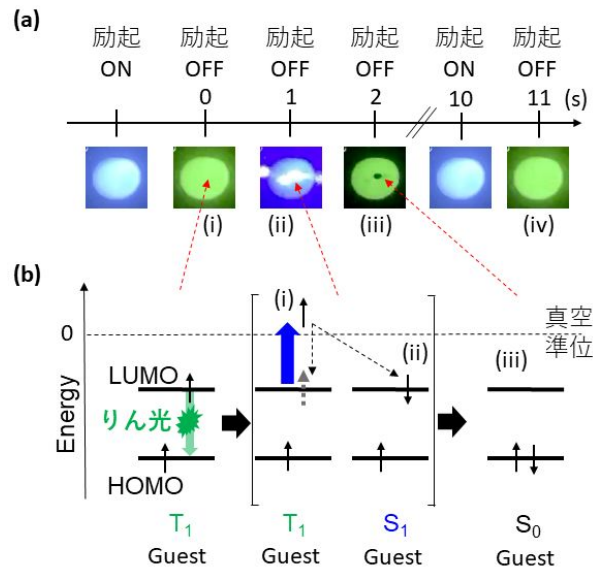 (a)
励起 励起 励起 励起 励起 励起
ON OFF OFF OFF ON OFF
0 1 2 10 11 (s)
(i) (ii) (iii) (iv)
(b)
(i)
0
真空
準位
(ii) (iii)
LUMO
Energy
りん光
HOMO
T1 T1 S1 S0
Guest Guest Guest Guest